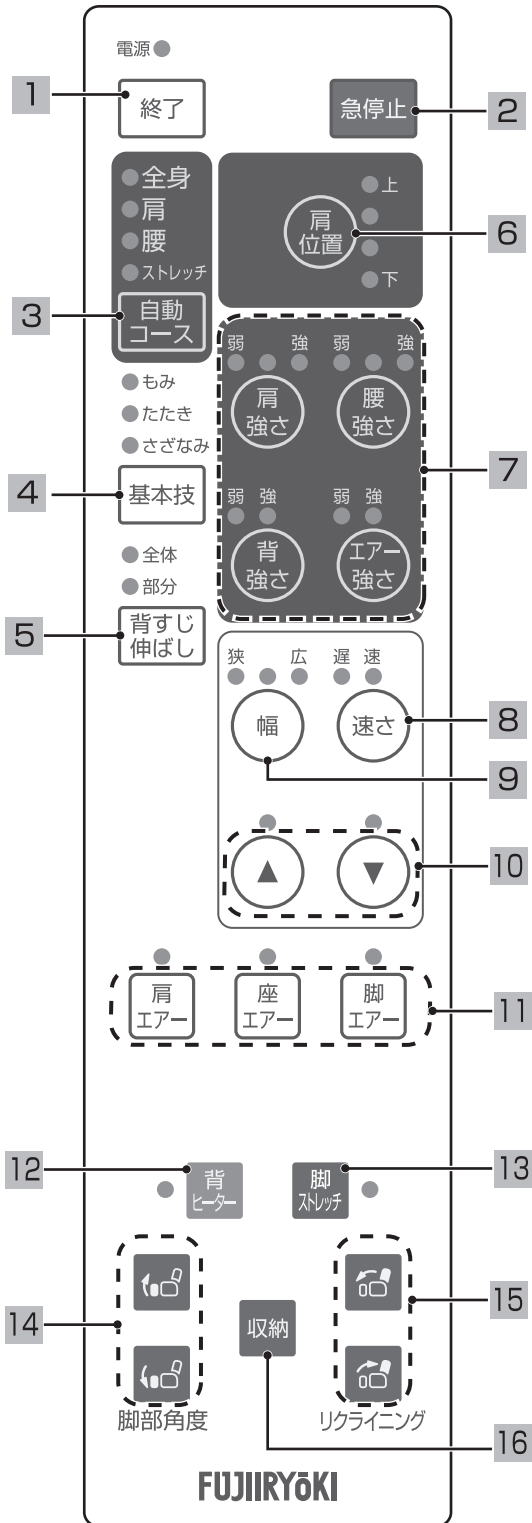 電源
1
終了
急停止
2
全身
肩
腰
ストレッチ
3
自動
コース
上
肩
位置
6
下
もみ
たたき
さざなみ
4
基本技
弱 強 弱 強
肩
強さ
腰
強さ
7
弱 強 弱 強
背
強さ
エアー
強さ
全体
部分
5
背すじ
伸ばし
狭 広 遅 速
幅
速さ
8
9
▲ ▼
10
肩
エアー
座
エアー
脚
エアー
11
12
背
ヒーター
脚
ストレッチ
13
14
収納
15
脚部角度
リクライニング
16
FUJIIRYōKI